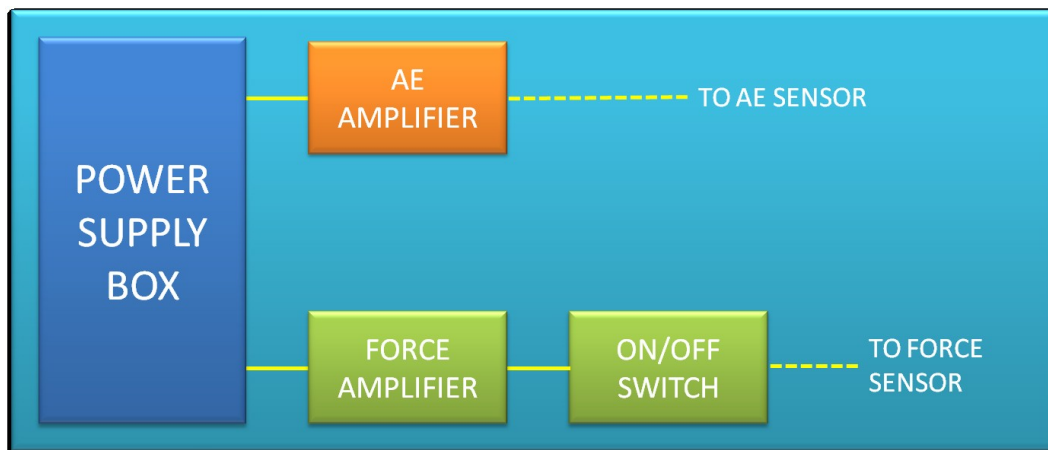 POWER
SUPPLY
BOX
AE
AMPLIFIER
TO AE SENSOR
FORCE
AMPLIFIER
ON/OFF
SWITCH
TO FORCE
SENSOR